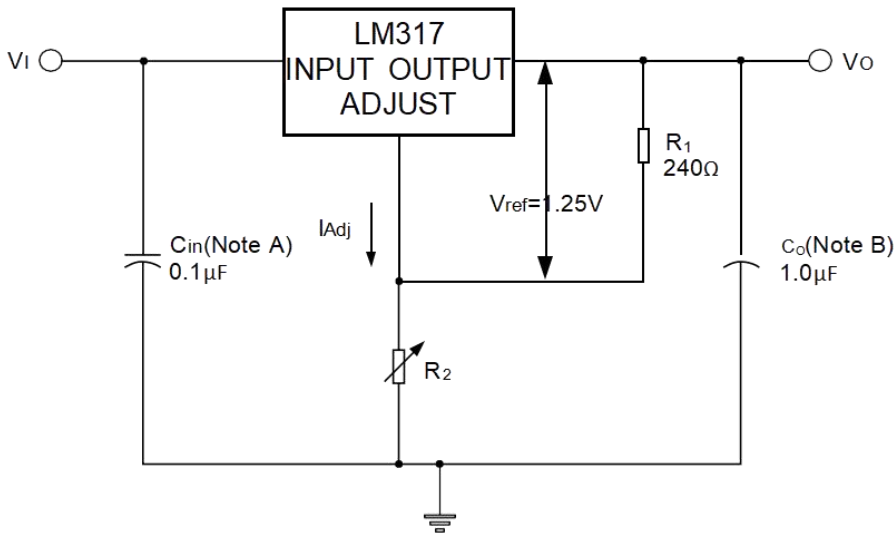 LM317
INPUT OUTPUT
ADJUST
VI
VO
R1
240Ω
Vref=1.25V
IAdj
Cin(Note A)
0.1μF
CO(Note B)
1.0μF
R2